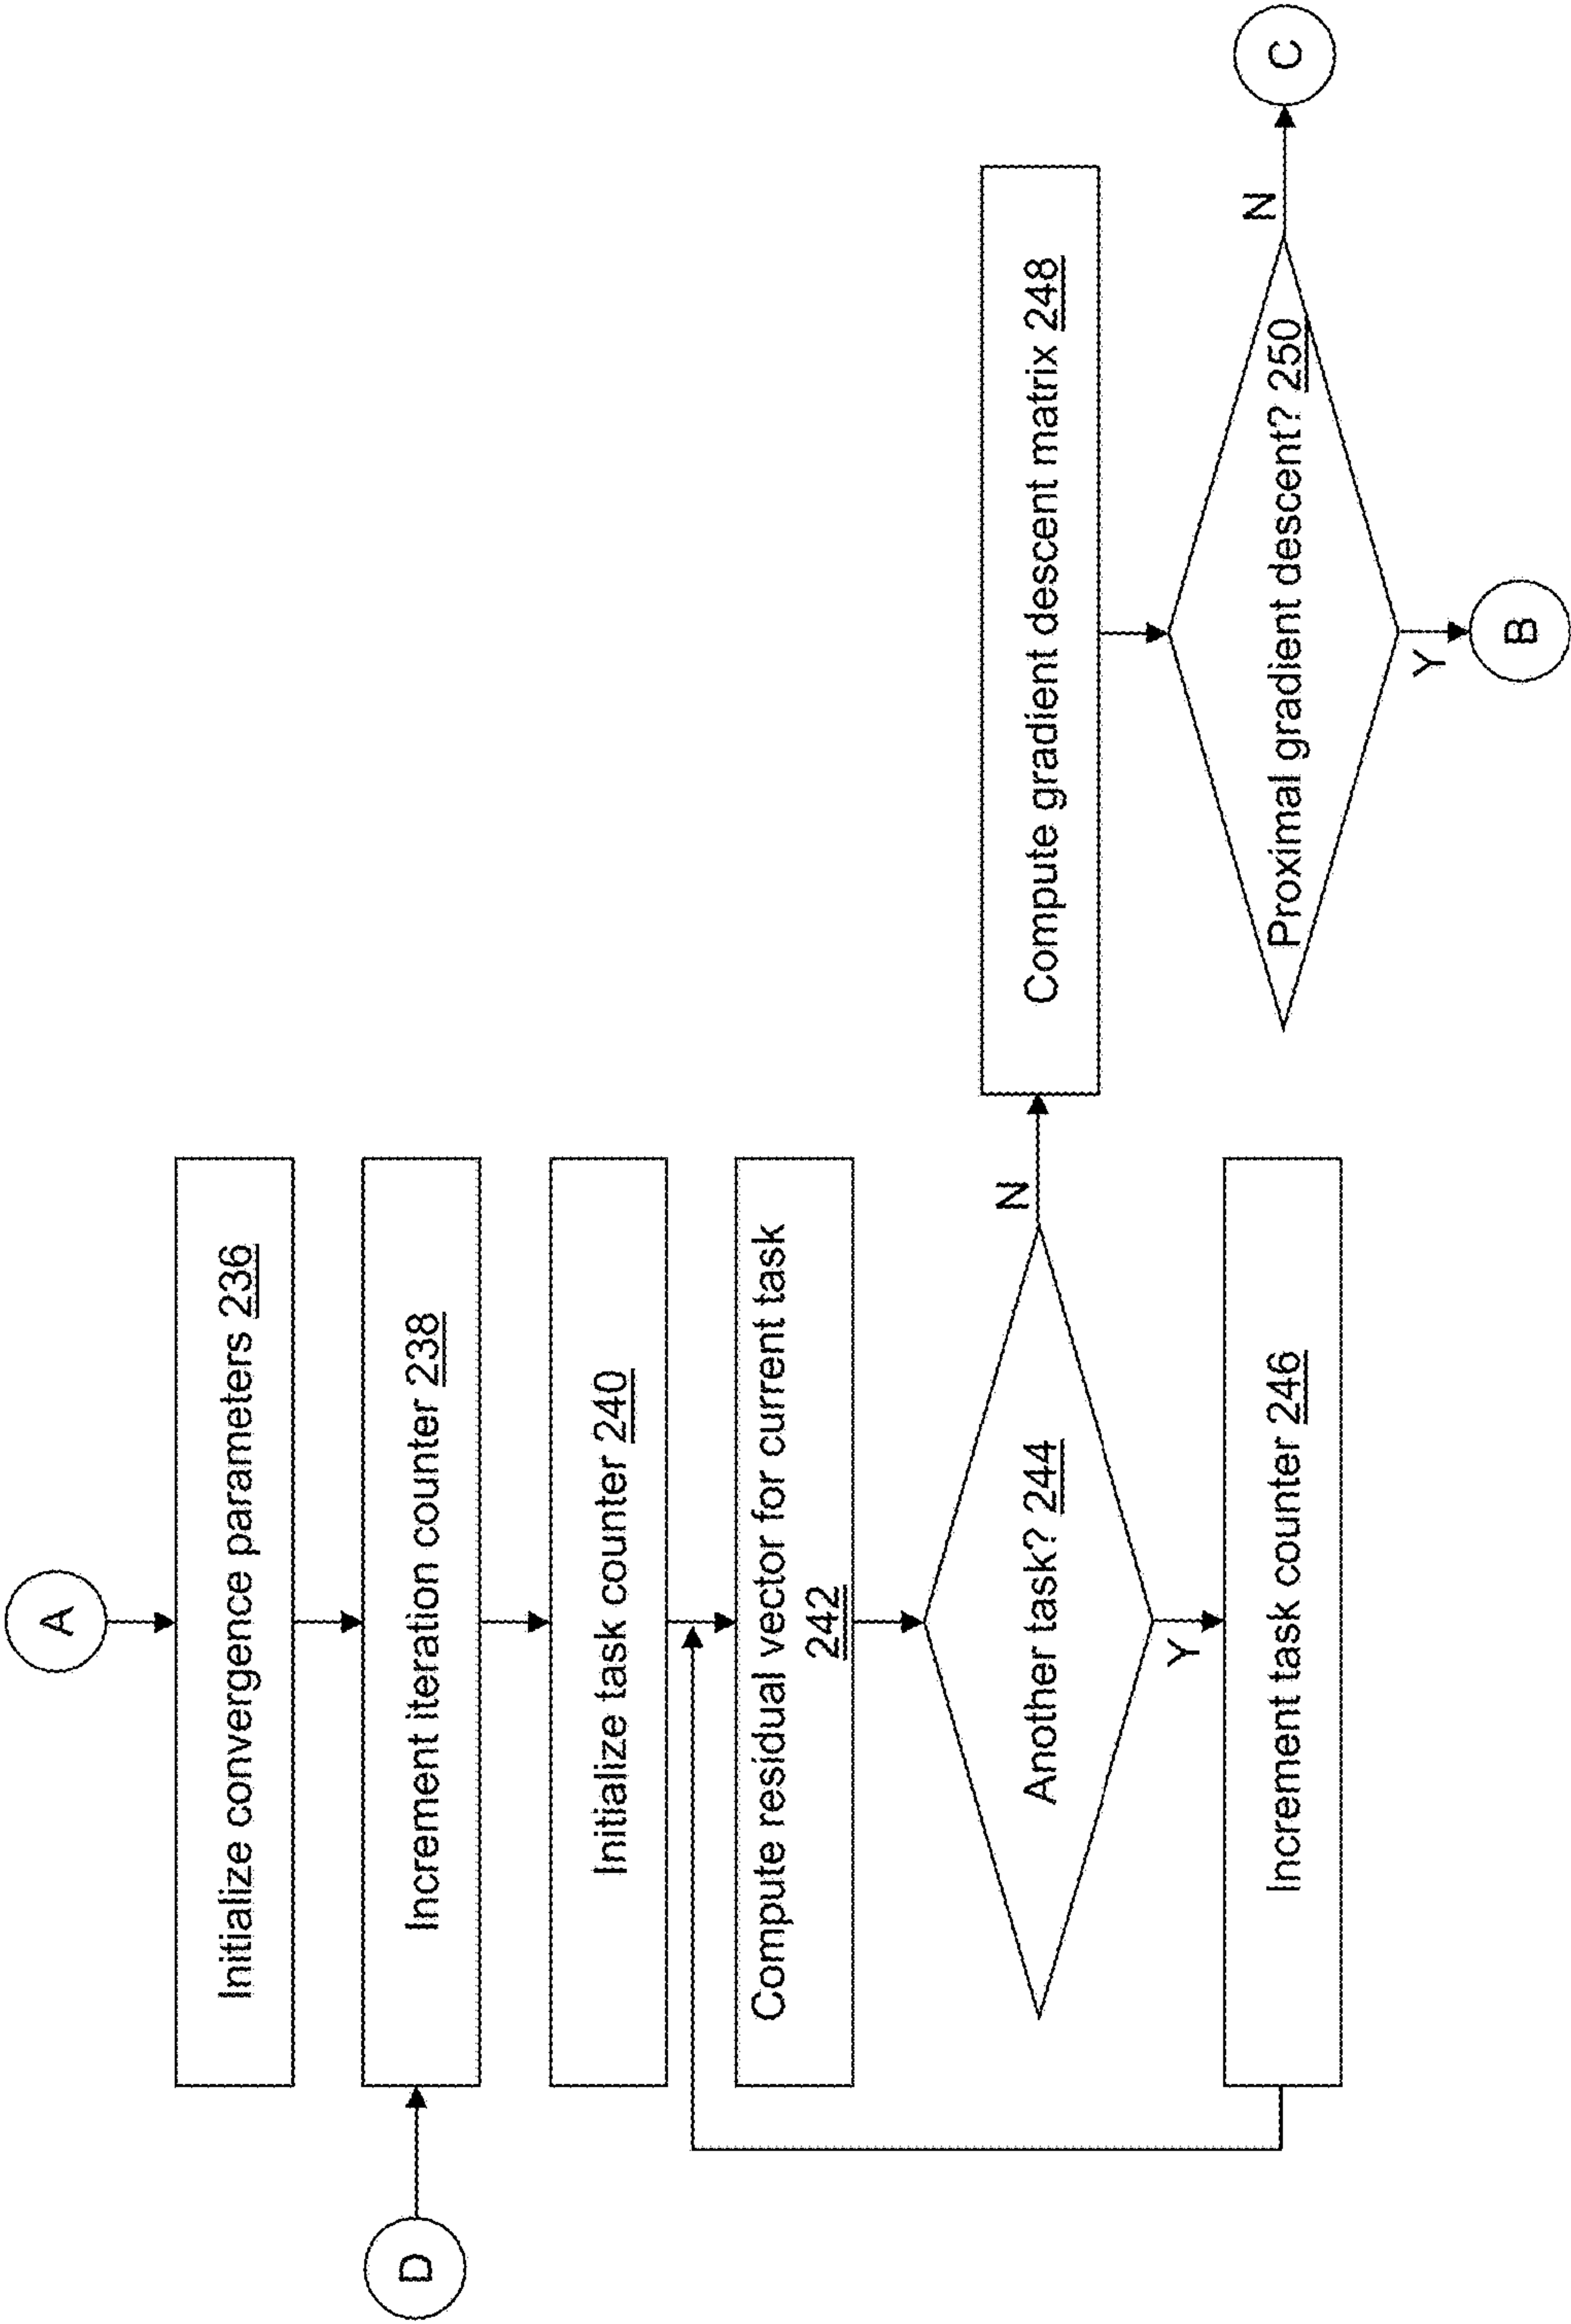 A
Initialize convergence parameters 236
D
Increment iteration counter 238
Initialize task counter 240
Compute residual vector for current task
242
Another task? 244
N
Y
Increment task counter 246
Compute gradient descent matrix 248
Proximal gradient descent? 250
N
C
Y
B